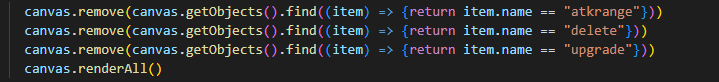 canvas.remove(canvas.getObjects().find((item) => {return item.name == "atkrange"}))
canvas.remove(canvas.getObjects().find((item) => {return item.name == "delete"}))
canvas.remove(canvas.getObjects().find((item) => {return item.name == "upgrade"}))
canvas.renderAll()